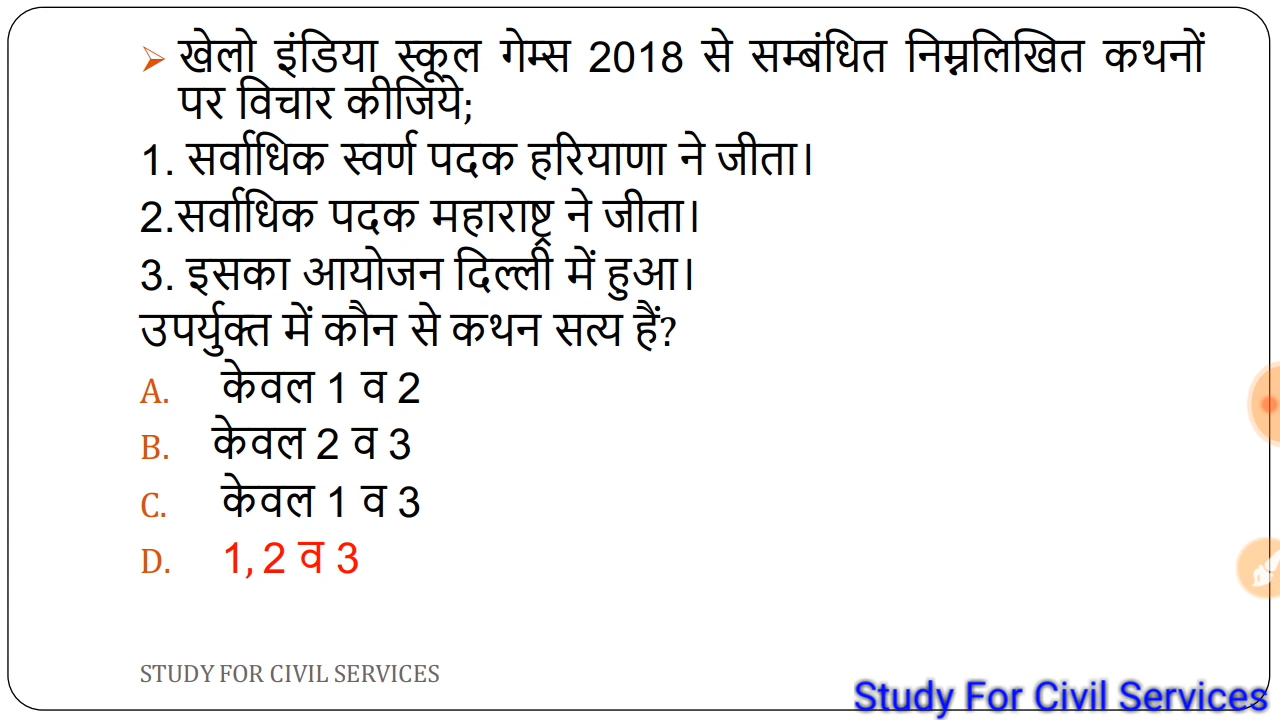 ➢ खेलो इंडिया स्कूल गेम्स 2018 से सम्बंधित निम्नलिखित कथनों
पर विचार कीजिये;
1. सर्वाधिक स्वर्ण पदक हरियाणा ने जीता।
2.सर्वाधिक पदक महाराष्ट्र ने जीता।
3. इसका आयोजन दिल्ली में हुआ।
उपर्युक्त में कौन से कथन सत्य हैं?
A. केवल 1 व 2
B. केवल 2 व 3
C. केवल 1 व 3
D. 1, 2 व 3
STUDY FOR CIVIL SERVICES
Study For Civil Services